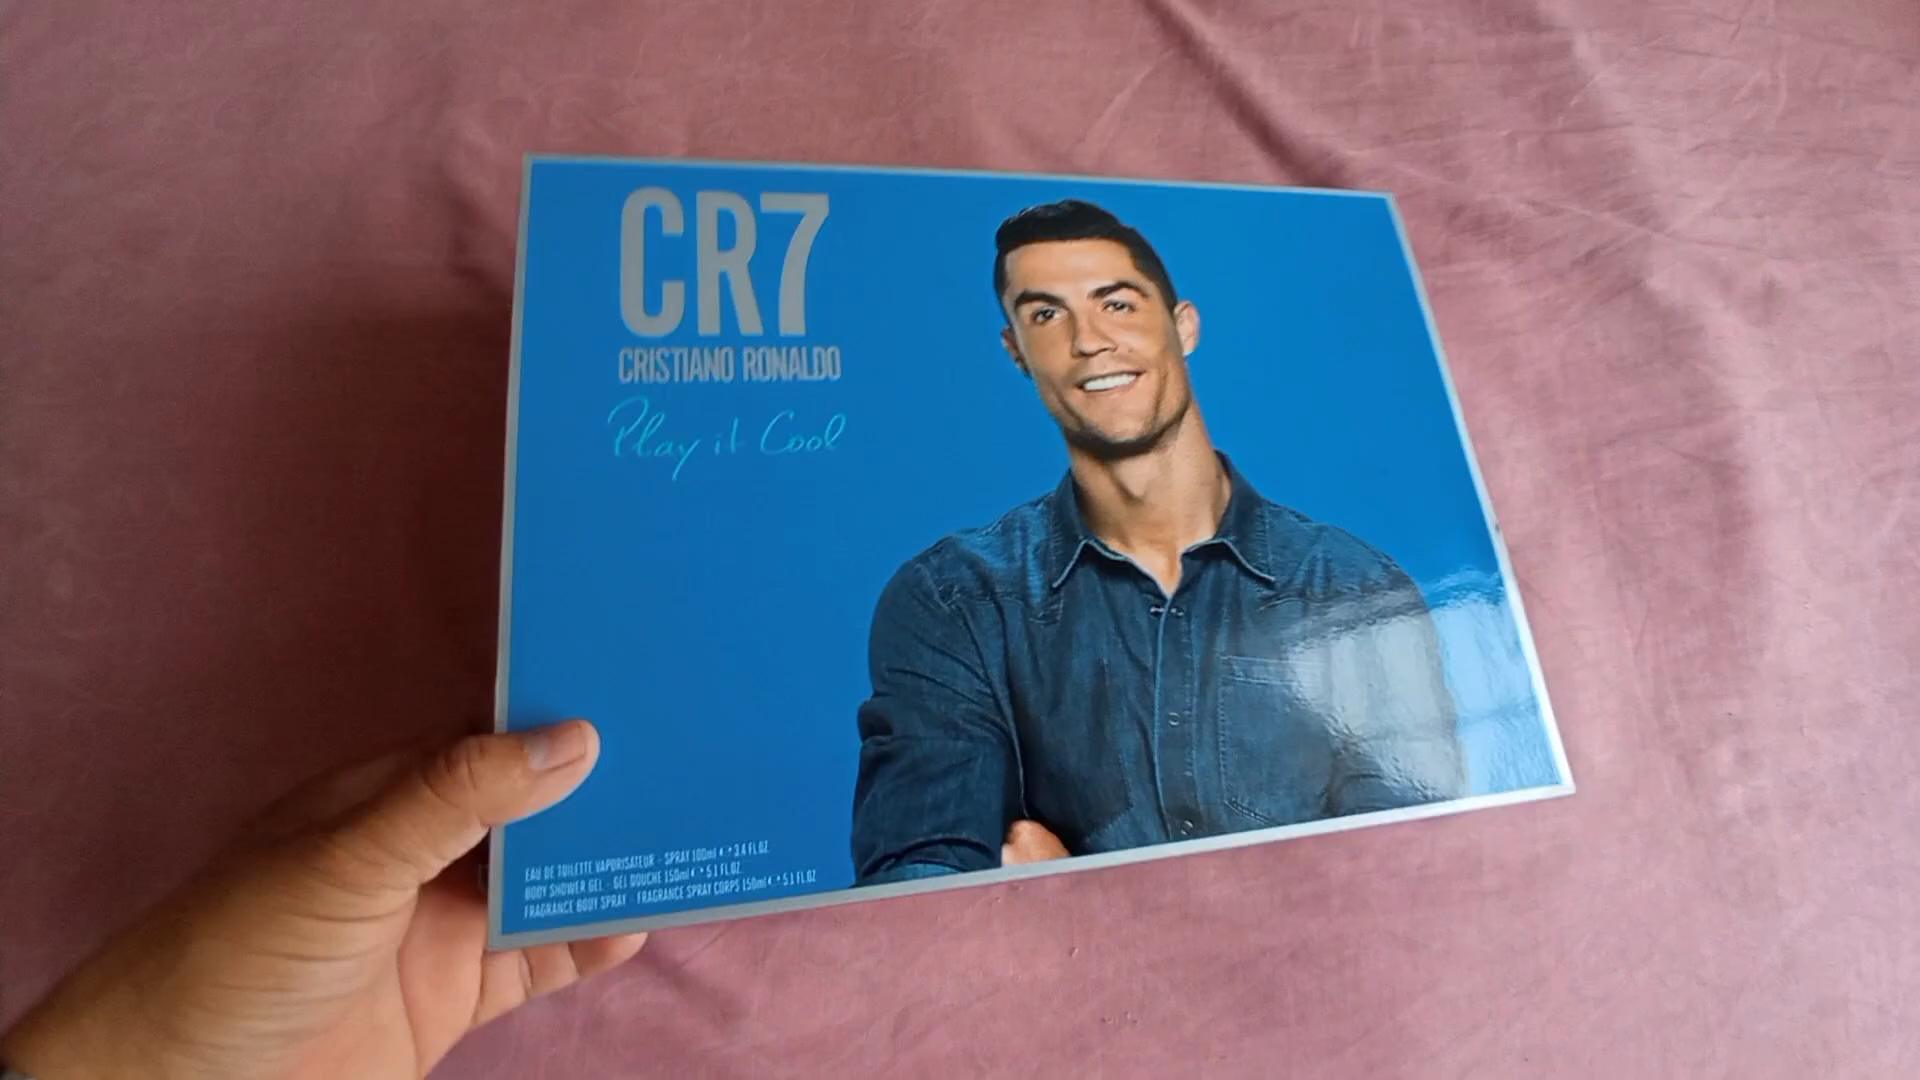 CR7
CRISTIANO RONALDO
Play it Cool
EAU DE TOILETTE VAPORISATEUR - SPRAY 100ml ℮ • 3.4 FL.OZ.
BODY SHOWER GEL - GEL DOUCHE 150ml ℮ • 5.1 FL.OZ.
FRAGRANCE BODY SPRAY - FRAGRANCE SPRAY CORPS 150ml ℮ • 5.1 FL.OZ